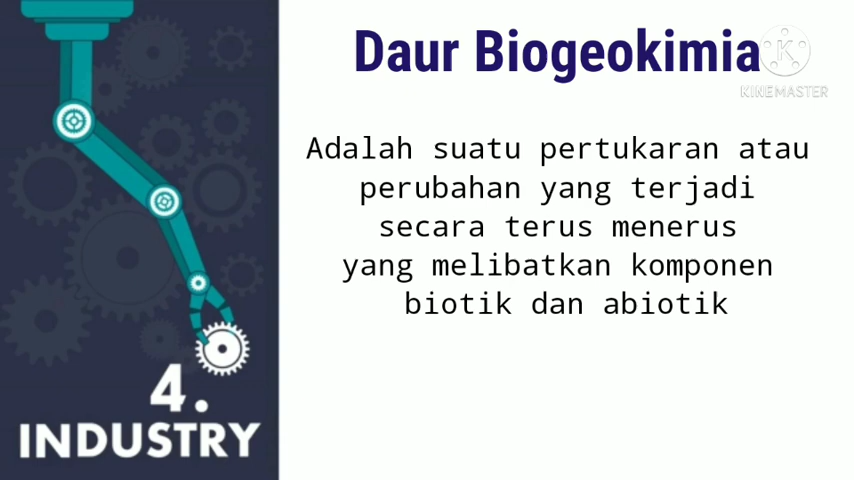 Daur Biogeokimia
KINEMASTER
Adalah suatu pertukaran atau
perubahan yang terjadi
secara terus menerus
yang melibatkan komponen
biotik dan abiotik
4.
INDUSTRY